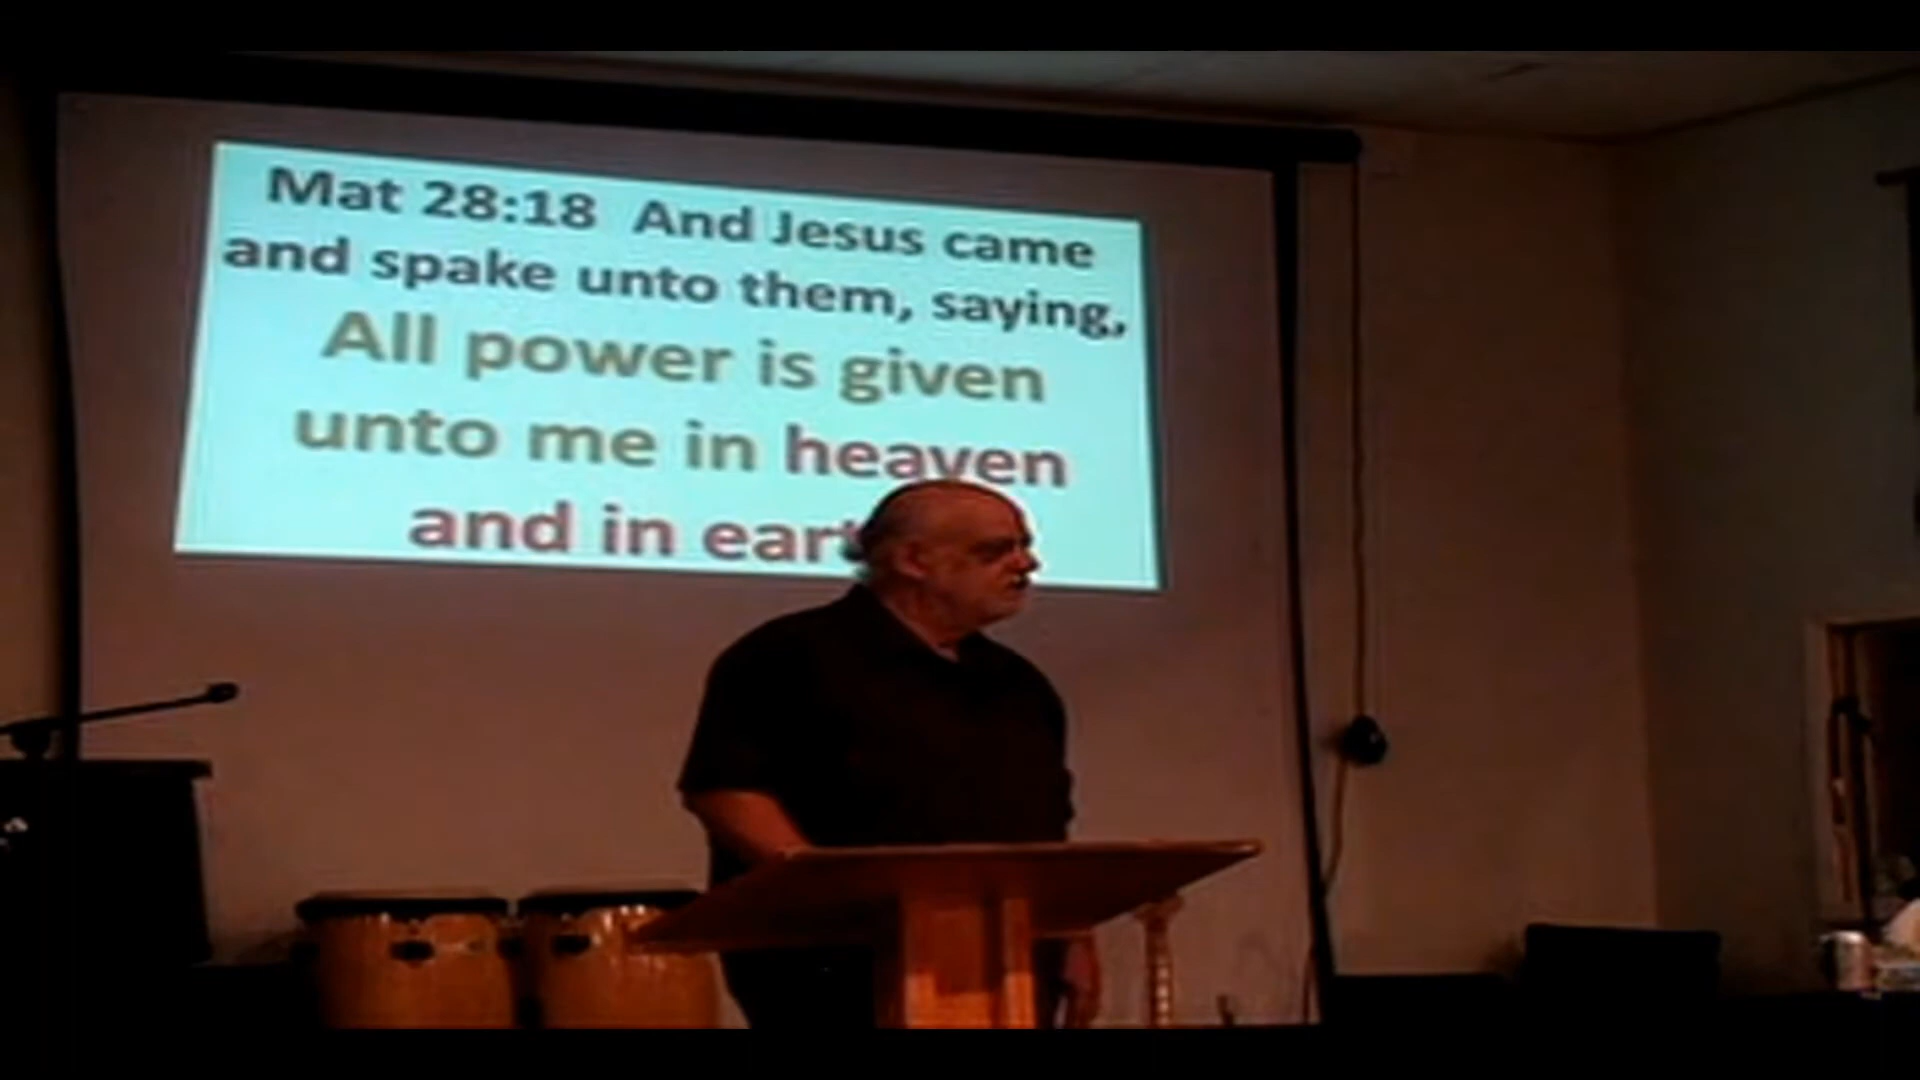 Mat 28:18 And Jesus came
and spake unto them, saying,
All power is given
unto me in heaven
and in